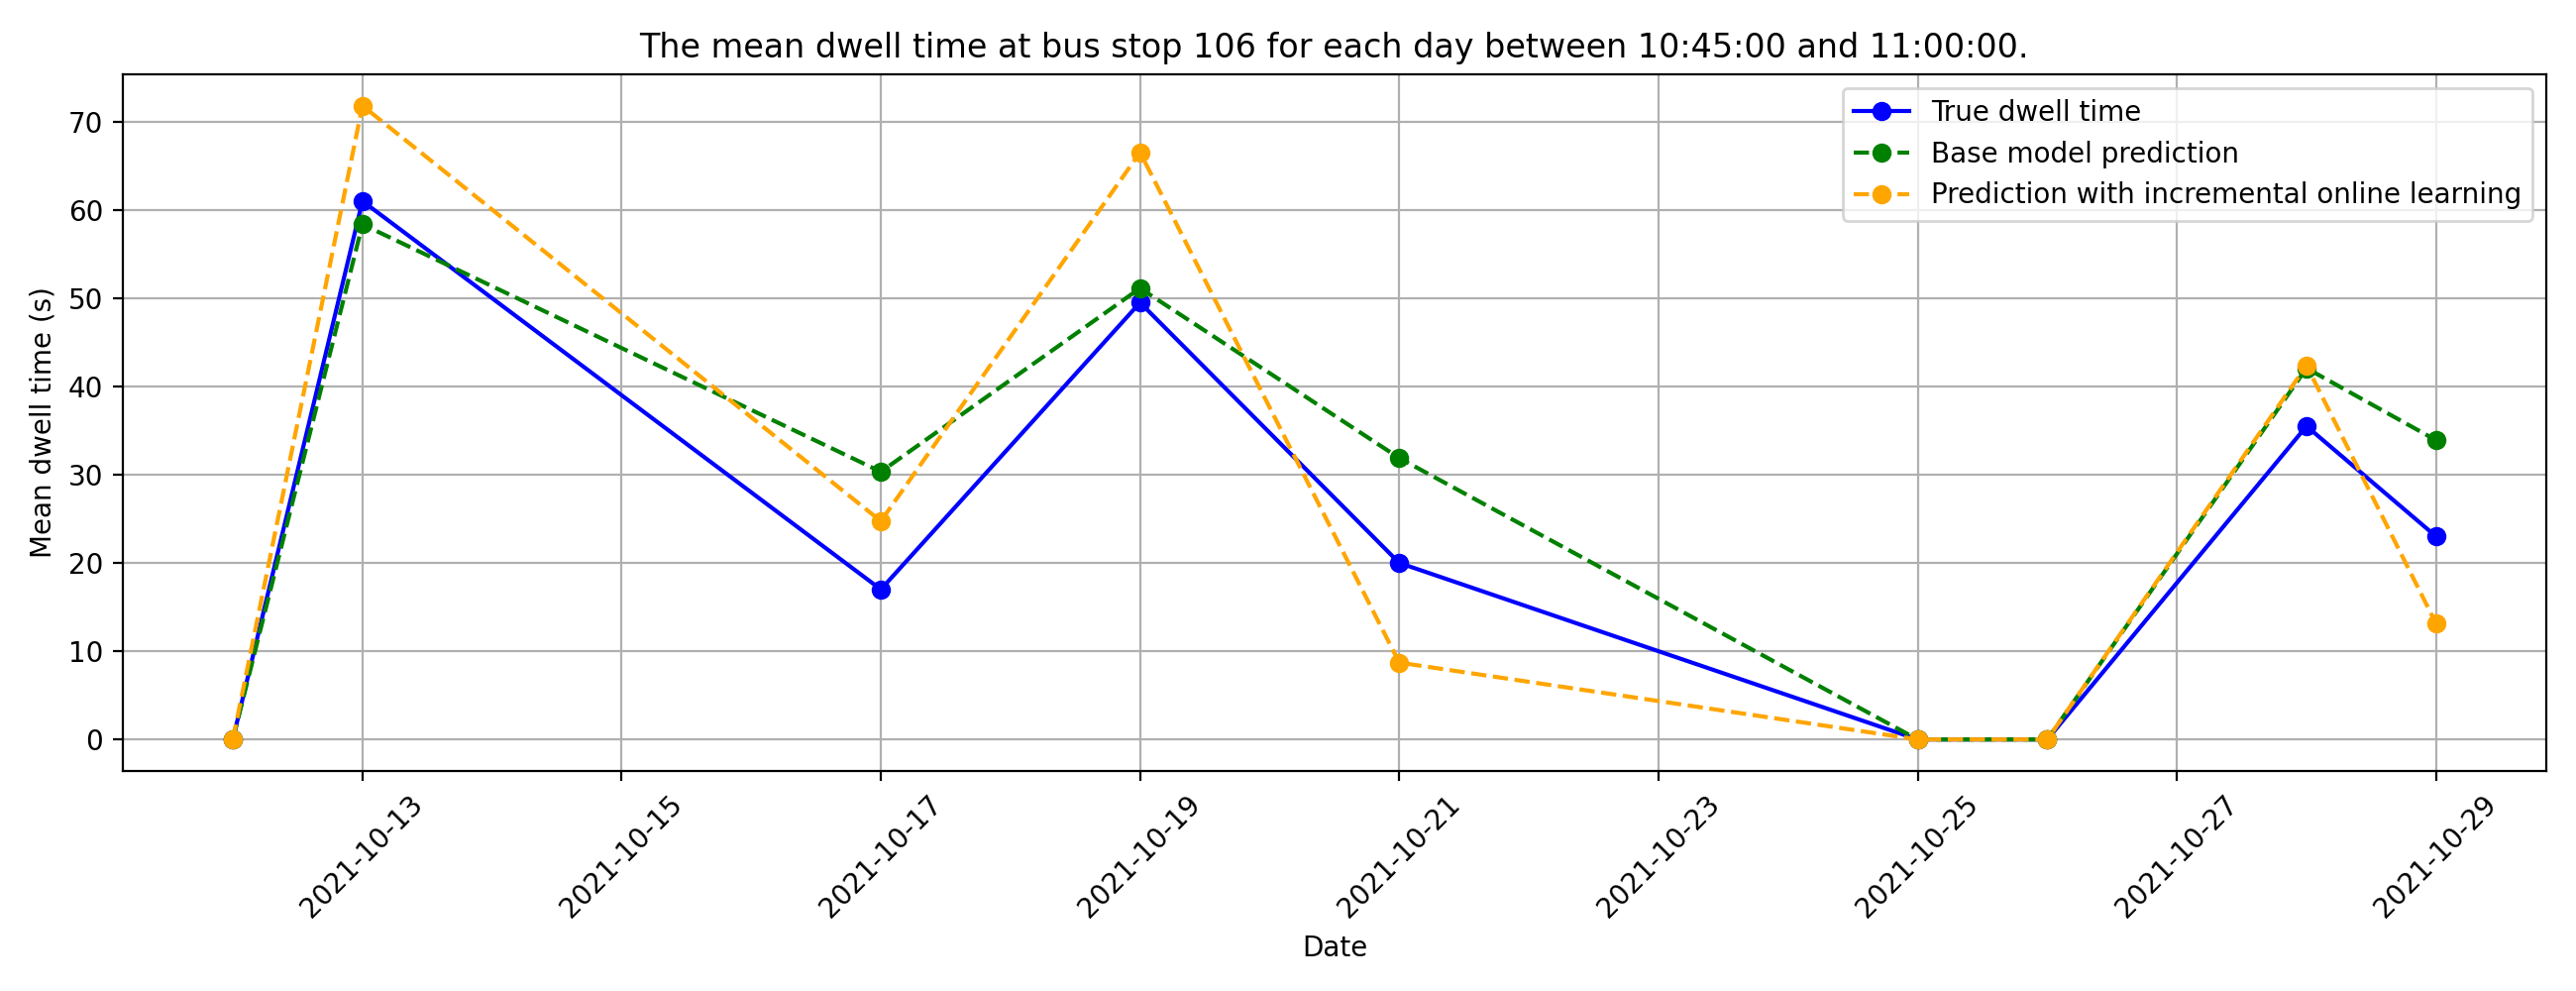 The mean dwell time at bus stop 106 for each day between 10:45:00 and 11:00:00.
True dwell time
Base model prediction
Prediction with incremental online learning
Mean dwell time (s)
70
60
50
40
30
20
10
0
2021-10-13
2021-10-15
2021-10-17
2021-10-19
2021-10-21
2021-10-23
2021-10-25
2021-10-27
2021-10-29
Date